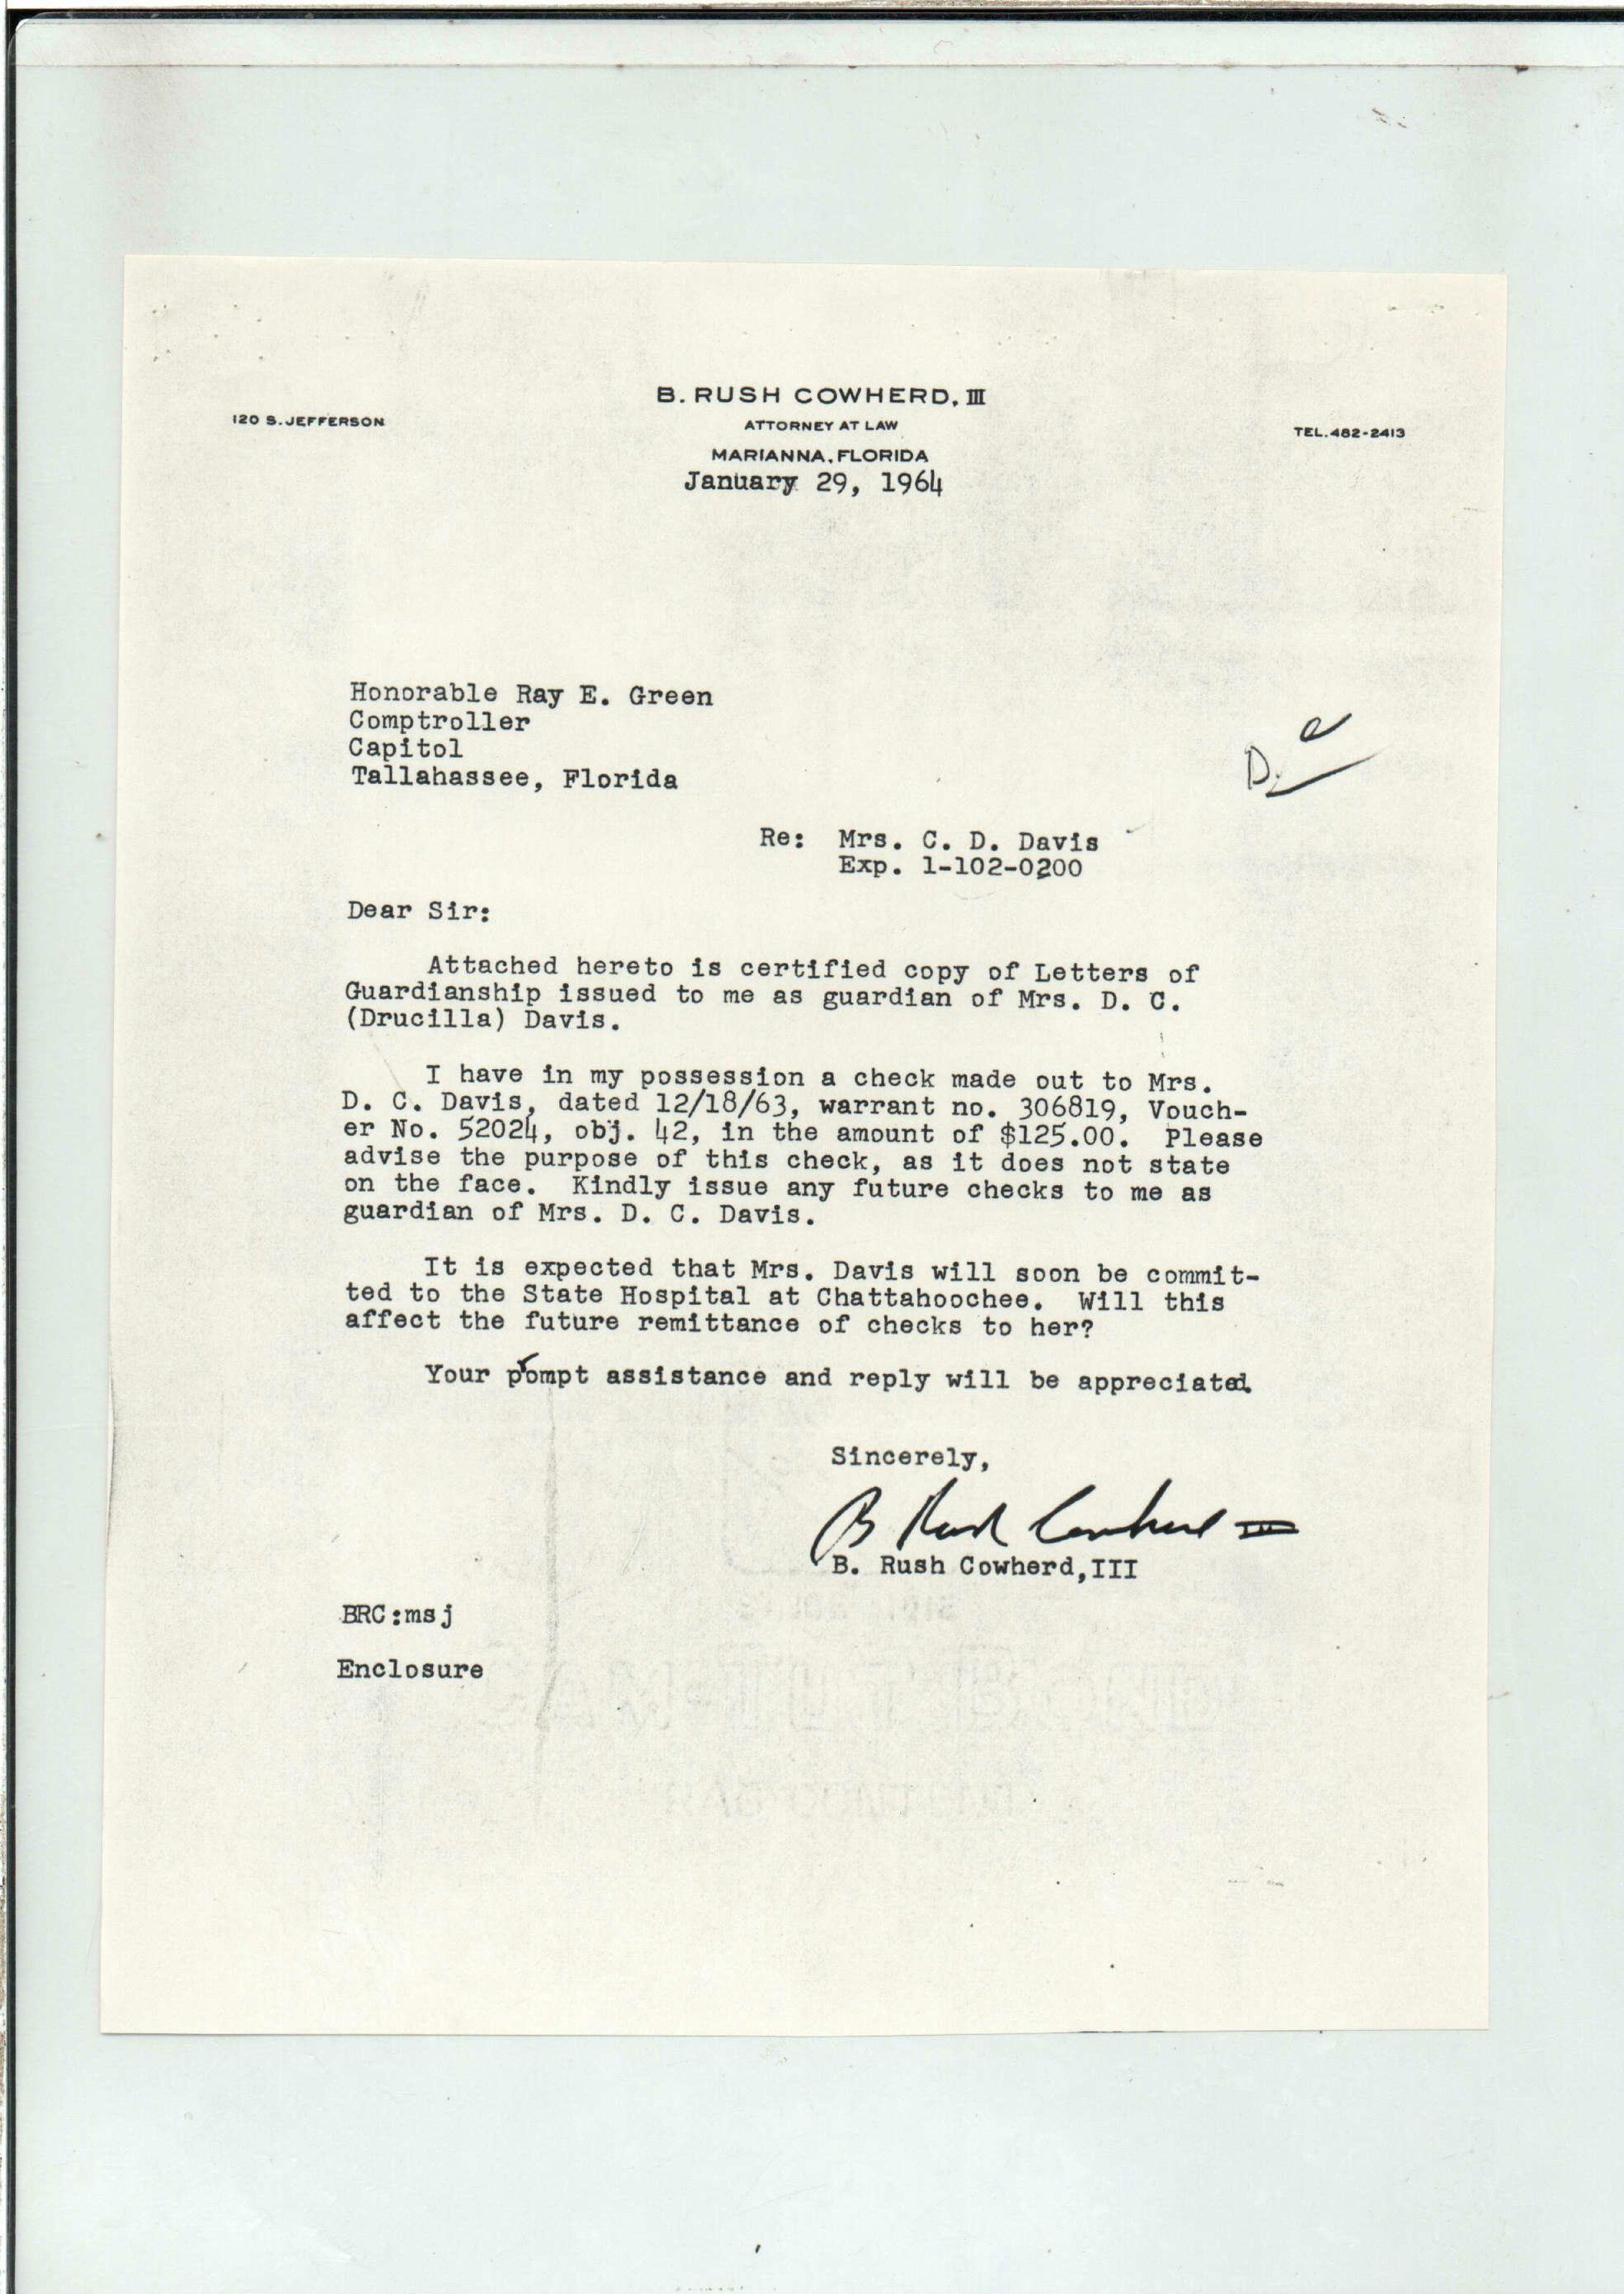 B. RUSH COWHERD, III
120 S. JEFFERSON
ATTORNEY AT LAW
TEL. 482-2413
MARIANNA, FLORIDA
January 29, 1964
Honorable Ray E. Green
Comptroller
Capitol
Tallahassee, Florida
Re: Mrs. C. D. Davis
Exp. 1-102-0200
Dear Sir:
Attached hereto is certified copy of Letters of
Guardianship issued to me as guardian of Mrs. D. C.
(Drucilla) Davis.
I have in my possession a check made out to Mrs.
D. C. Davis, dated 12/18/63, warrant no. 306819, Vouch-
er No. 52024, obj. 42, in the amount of $125.00. Please
advise the purpose of this check, as it does not state
on the face. Kindly issue any future checks to me as
guardian of Mrs. D. C. Davis.
It is expected that Mrs. Davis will soon be commit-
ted to the State Hospital at Chattahoochee. Will this
affect the future remittance of checks to her?
Your prompt assistance and reply will be appreciated.
Sincerely,
B Rush Cowherd III
B. Rush Cowherd, III
BRC:msj
Enclosure